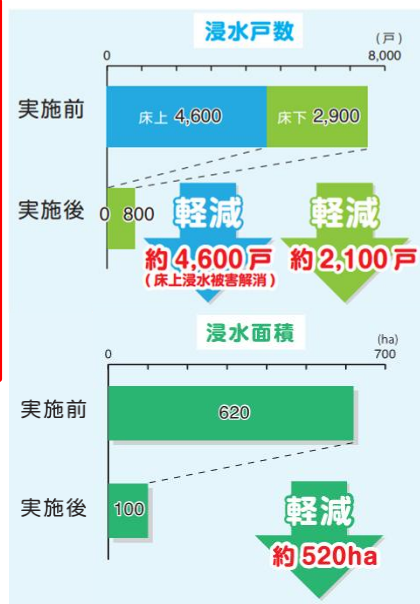 浸水戸数
(戸)
0 8,000
実施前 床上 4,600 床下 2,900
実施後 0 800 軽減 軽減
約4,600戸 約2,100戸
(床上浸水被害解消)
浸水面積
(ha)
0 700
実施前 620
実施後 100 軽減
約520ha